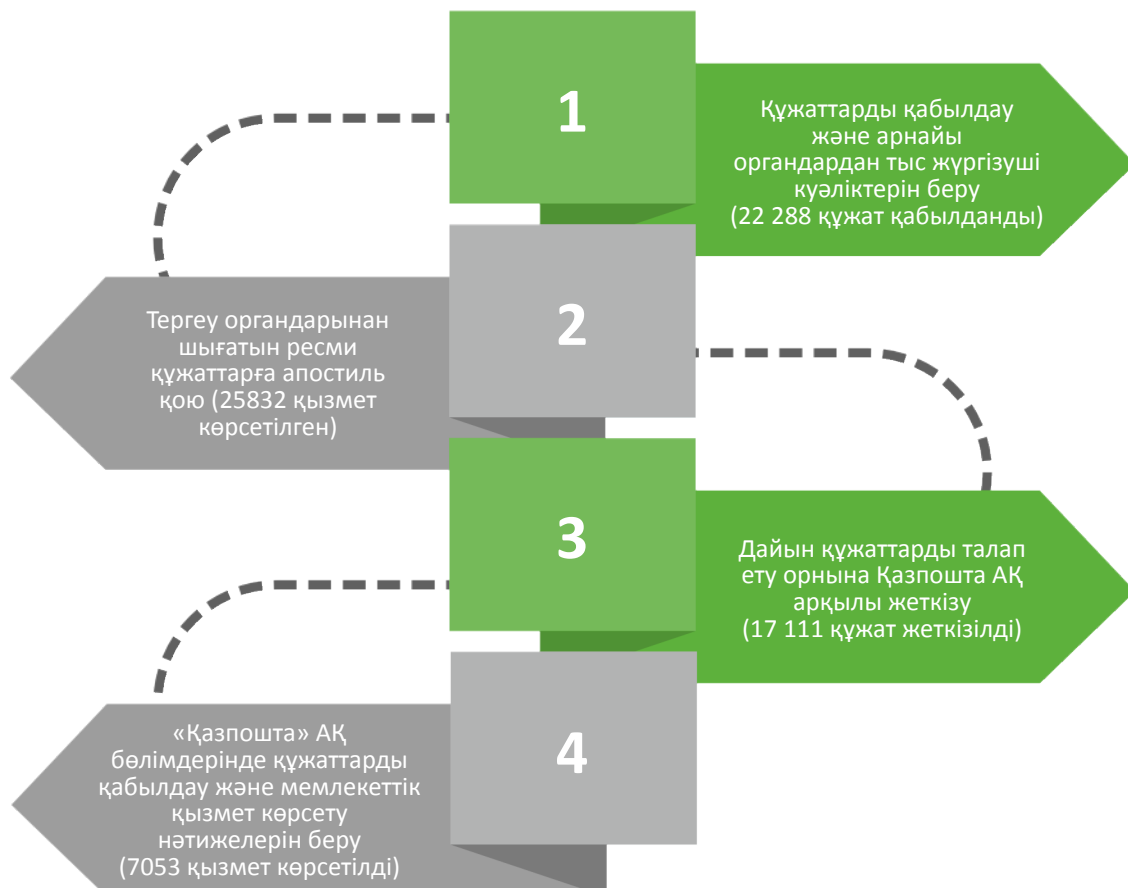 1
Құжаттарды қабылдау
және арнайы
органдардан тыс жүргізуші
куәліктерін беру
(22 288 құжат қабылданды)
2
Тергеу органдарынан
шығатын ресми
құжаттарға апостиль
қою (25832 қызмет
көрсетілген)
3
Дайын құжаттарды талап
ету орнына Қазпошта АҚ
арқылы жеткізу
(17 111 құжат жеткізілді)
4
«Қазпошта» АҚ
бөлімдерінде құжаттарды
қабылдау және мемлекеттік
қызмет көрсету
нәтижелерін беру
(7053 қызмет көрсетілді)